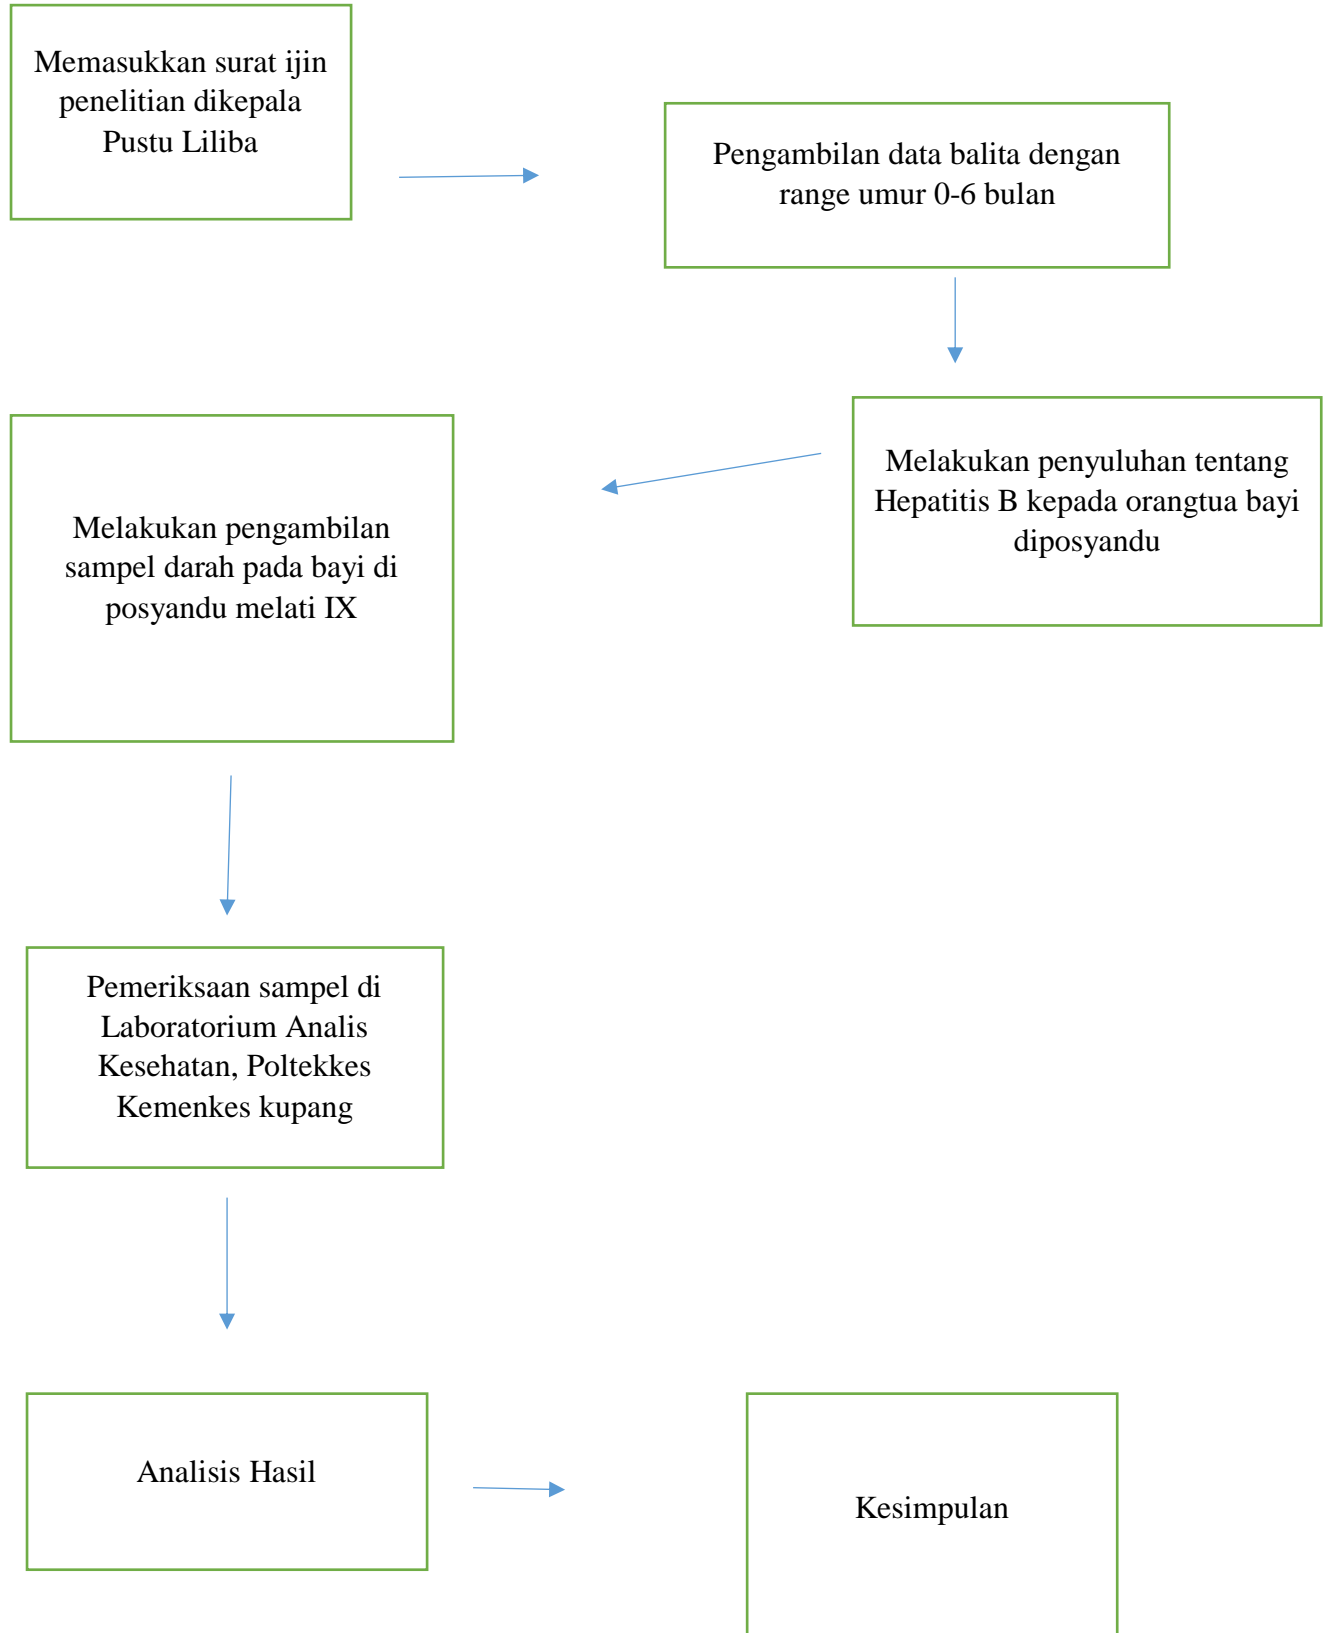 Memasukkan surat ijin
penelitian dikepala
Pustu Liliba
Pengambilan data balita dengan
range umur 0-6 bulan
Melakukan penyuluhan tentang
Hepatitis B kepada orangtua bayi
diposyandu
Melakukan pengambilan
sampel darah pada bayi di
posyandu melati IX
Pemeriksaan sampel di
Laboratorium Analis
Kesehatan, Poltekkes
Kemenkes kupang
Analisis Hasil
Kesimpulan